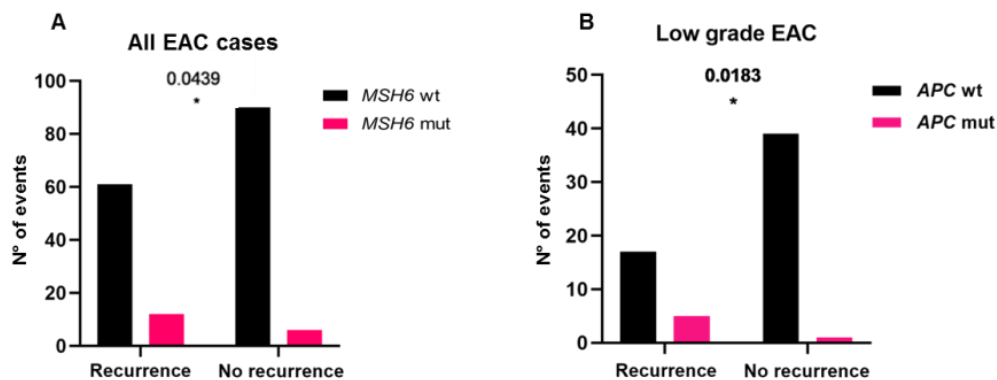 A
All EAC cases
0.0439
*
MSH6 wt
MSH6 mut
N° of events
100
80
60
40
20
0
Recurrence
No recurrence
B
Low grade EAC
0.0183
*
APC wt
APC mut
N° of events
50
40
30
20
10
0
Recurrence
No recurrence